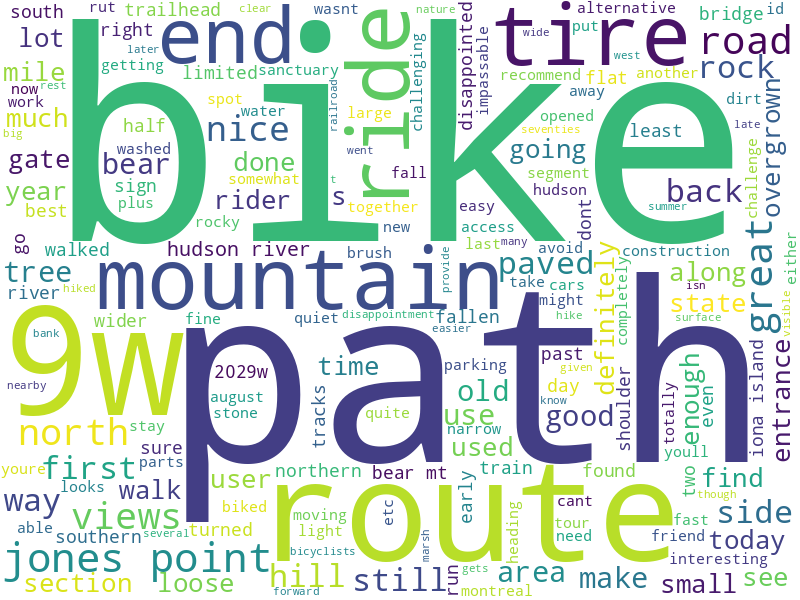 south rut trailhead wasnt clear alternative id
lot right later end tire put bridge nature
getting wide west road
mile limited sanctuary disappointed impassable recommend flat another rock
now work rest bike ride challenging away dirt
much spot water large opened late
big half nice railroad seventies least overgrown
gate washed done went going
bear sign somewhat fall segment back challenge
year plus rider s together easy hudson dont
best rocky new access summer
go walked hudson river brush last many avoid construction either
tree mountain paved take cars along great
river hiked provide isn state
wider fine quiet disappointment fallen might hike definitely completely surface visible
9w bank easier
path parking past shoulder iona island entrance
nearby 2029w time given day totally
august old know
stone tracks quite use good enough even
north stay narrow used youll
sure
youre first parts northern bear mt train found two find though
way looks walk user early cant
biked route fast side
views several moving etc tour
southern turned light heading need friend today
able bicyclists marsh interesting
jones point hill still run gets area make small see
section loose forward montreal